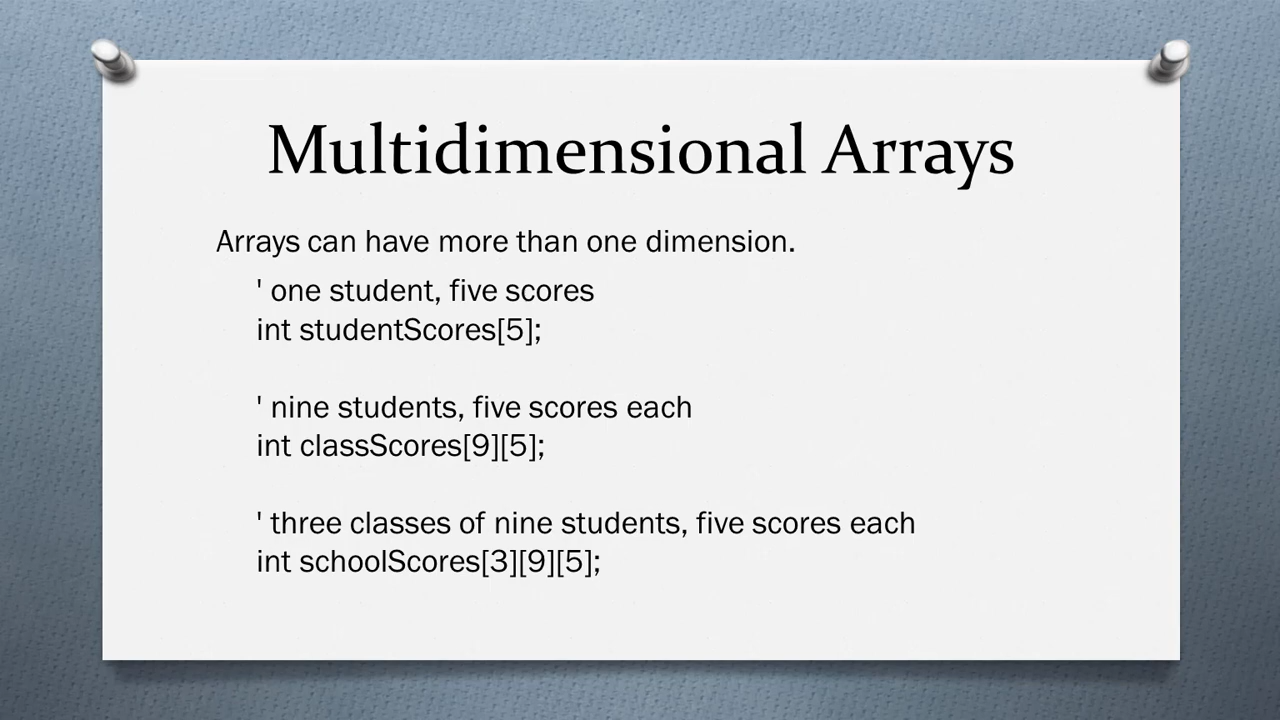 Multidimensional Arrays
Arrays can have more than one dimension.
' one student, five scores
int studentScores[5];
' nine students, five scores each
int classScores[9][5];
' three classes of nine students, five scores each
int schoolScores[3][9][5];